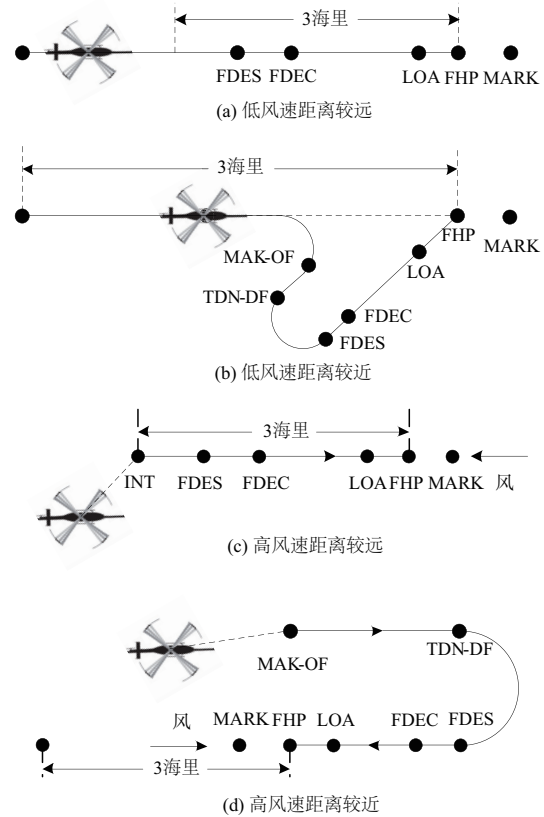 3海里
FDES FDEC LOA FHP MARK
(a) 低风速距离较远
3海里
FHP
MARK
MAK-OF
LOA
TDN-DF
FDEC
FDES
(b) 低风速距离较近
3海里
INT FDES FDEC LOA FHP MARK 风
(c) 高风速距离较远
MAK-OF TDN-DF
风 MARK FHP LOA FDEC FDES
3海里
(d) 高风速距离较近